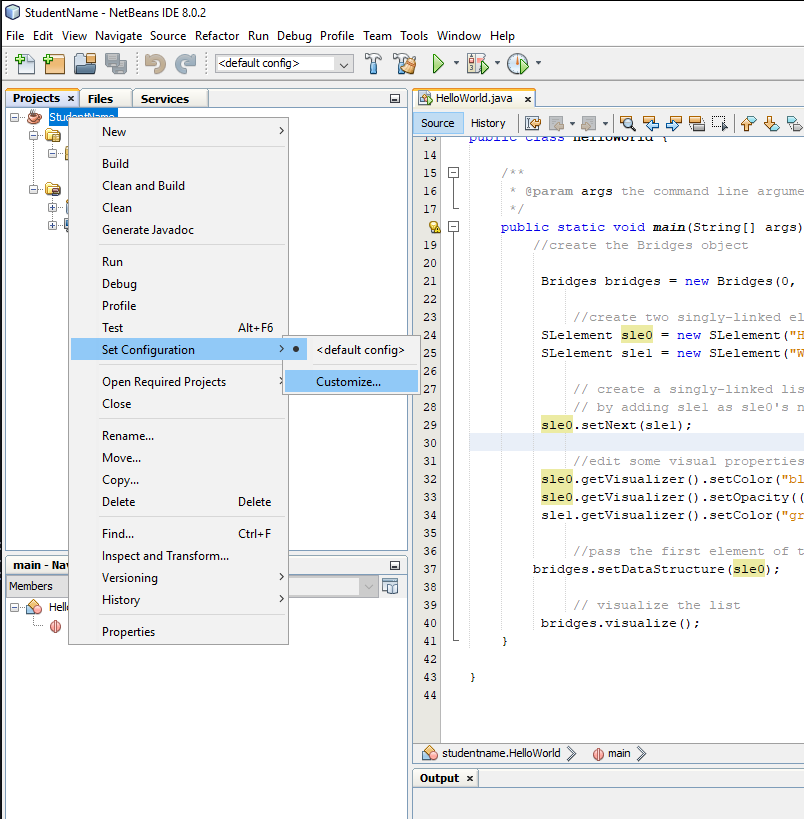 StudentName - NetBeans IDE 8.0.2
File Edit View Navigate Source Refactor Run Debug Profile Team Tools Window Help
<default config>
Projects × Files Services
StudentName
New
Build
Clean and Build
Clean
Generate Javadoc
Run
Debug
Profile
Test Alt+F6
Set Configuration
Open Required Projects
Close
Rename...
Move...
Copy...
Delete Delete
Find... Ctrl+F
Inspect and Transform...
Versioning
History
Properties
<default config>
Customize...
main - Nav
Members
Hello
HelloWorld.java ×
Source History
13 public class HelloWorld {
14
15 /**
16 * @param args the command line argume
17 */
public static void main(String[] args)
19 //create the Bridges object
20
21 Bridges bridges = new Bridges(0,
22
23 //create two singly-linked el
24 SLelement sle0 = new SLelement("H
25 SLelement sle1 = new SLelement("W
26
27 // create a singly-linked lis
28 // by adding sle1 as sle0's n
29 sle0.setNext(sle1);
30
31 //edit some visual properties
32 sle0.getVisualizer().setColor("bl
33 sle0.getVisualizer().setOpacity((
34 sle1.getVisualizer().setColor("gr
35
36 //pass the first element of t
37 bridges.setDataStructure(sle0);
38
39 // visualize the list
40 bridges.visualize();
41 }
42
43 }
44
studentname.HelloWorld main
Output ×